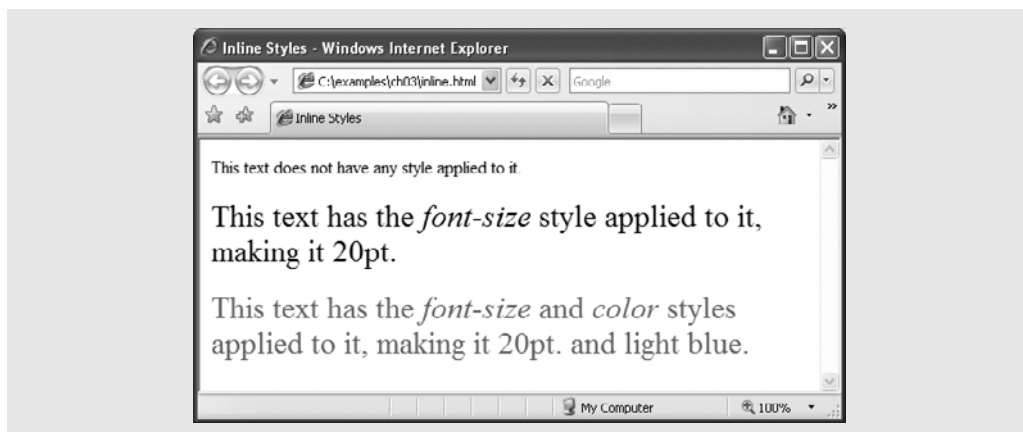 Inline Styles - Windows Internet Explorer
C:\examples\ch03\inline.html
Google
Inline Styles
This text does not have any style applied to it.
This text has the font-size style applied to it,
making it 20pt.
This text has the font-size and color styles
applied to it, making it 20pt. and light blue.
My Computer
100%